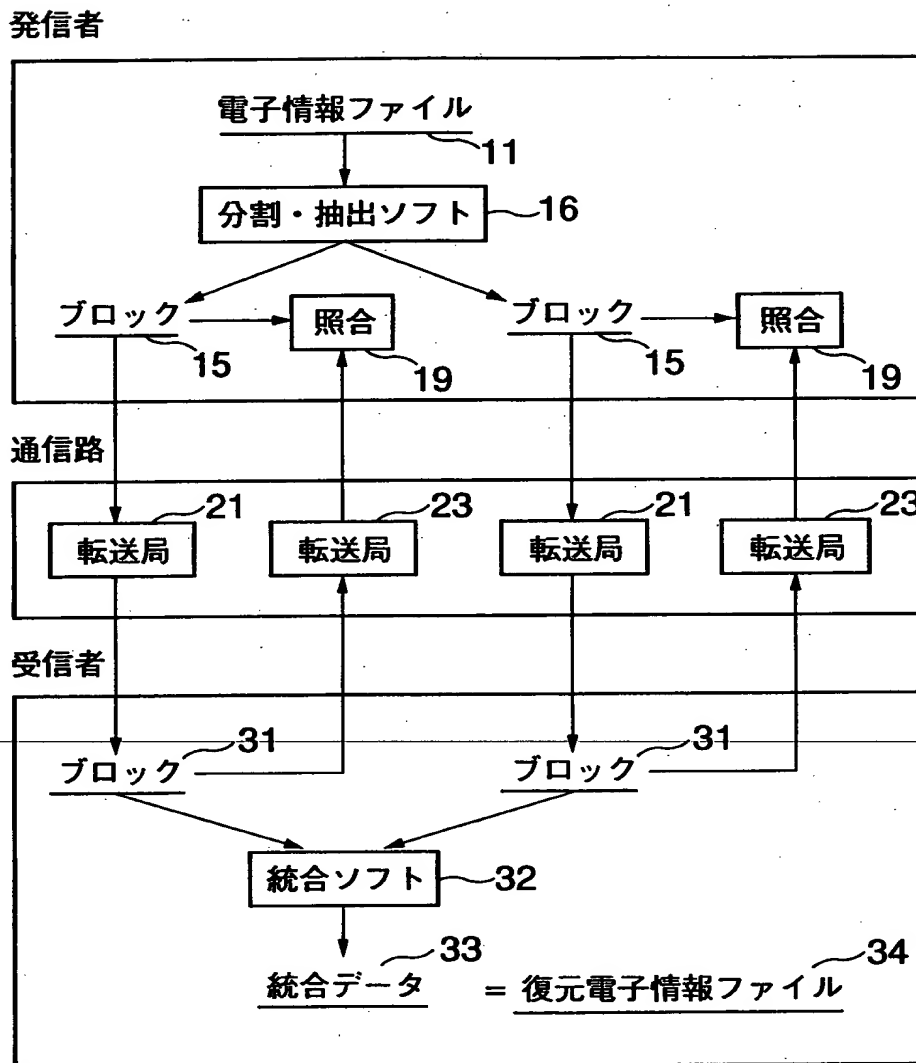 発信者
電子情報ファイル
11
分割・抽出ソフト
16
ブロック
15
照合
19
ブロック
15
照合
19
通信路
21
転送局
23
転送局
21
転送局
23
転送局
受信者
31
ブロック
31
ブロック
統合ソフト
32
33
統合データ
=
34
復元電子情報ファイル